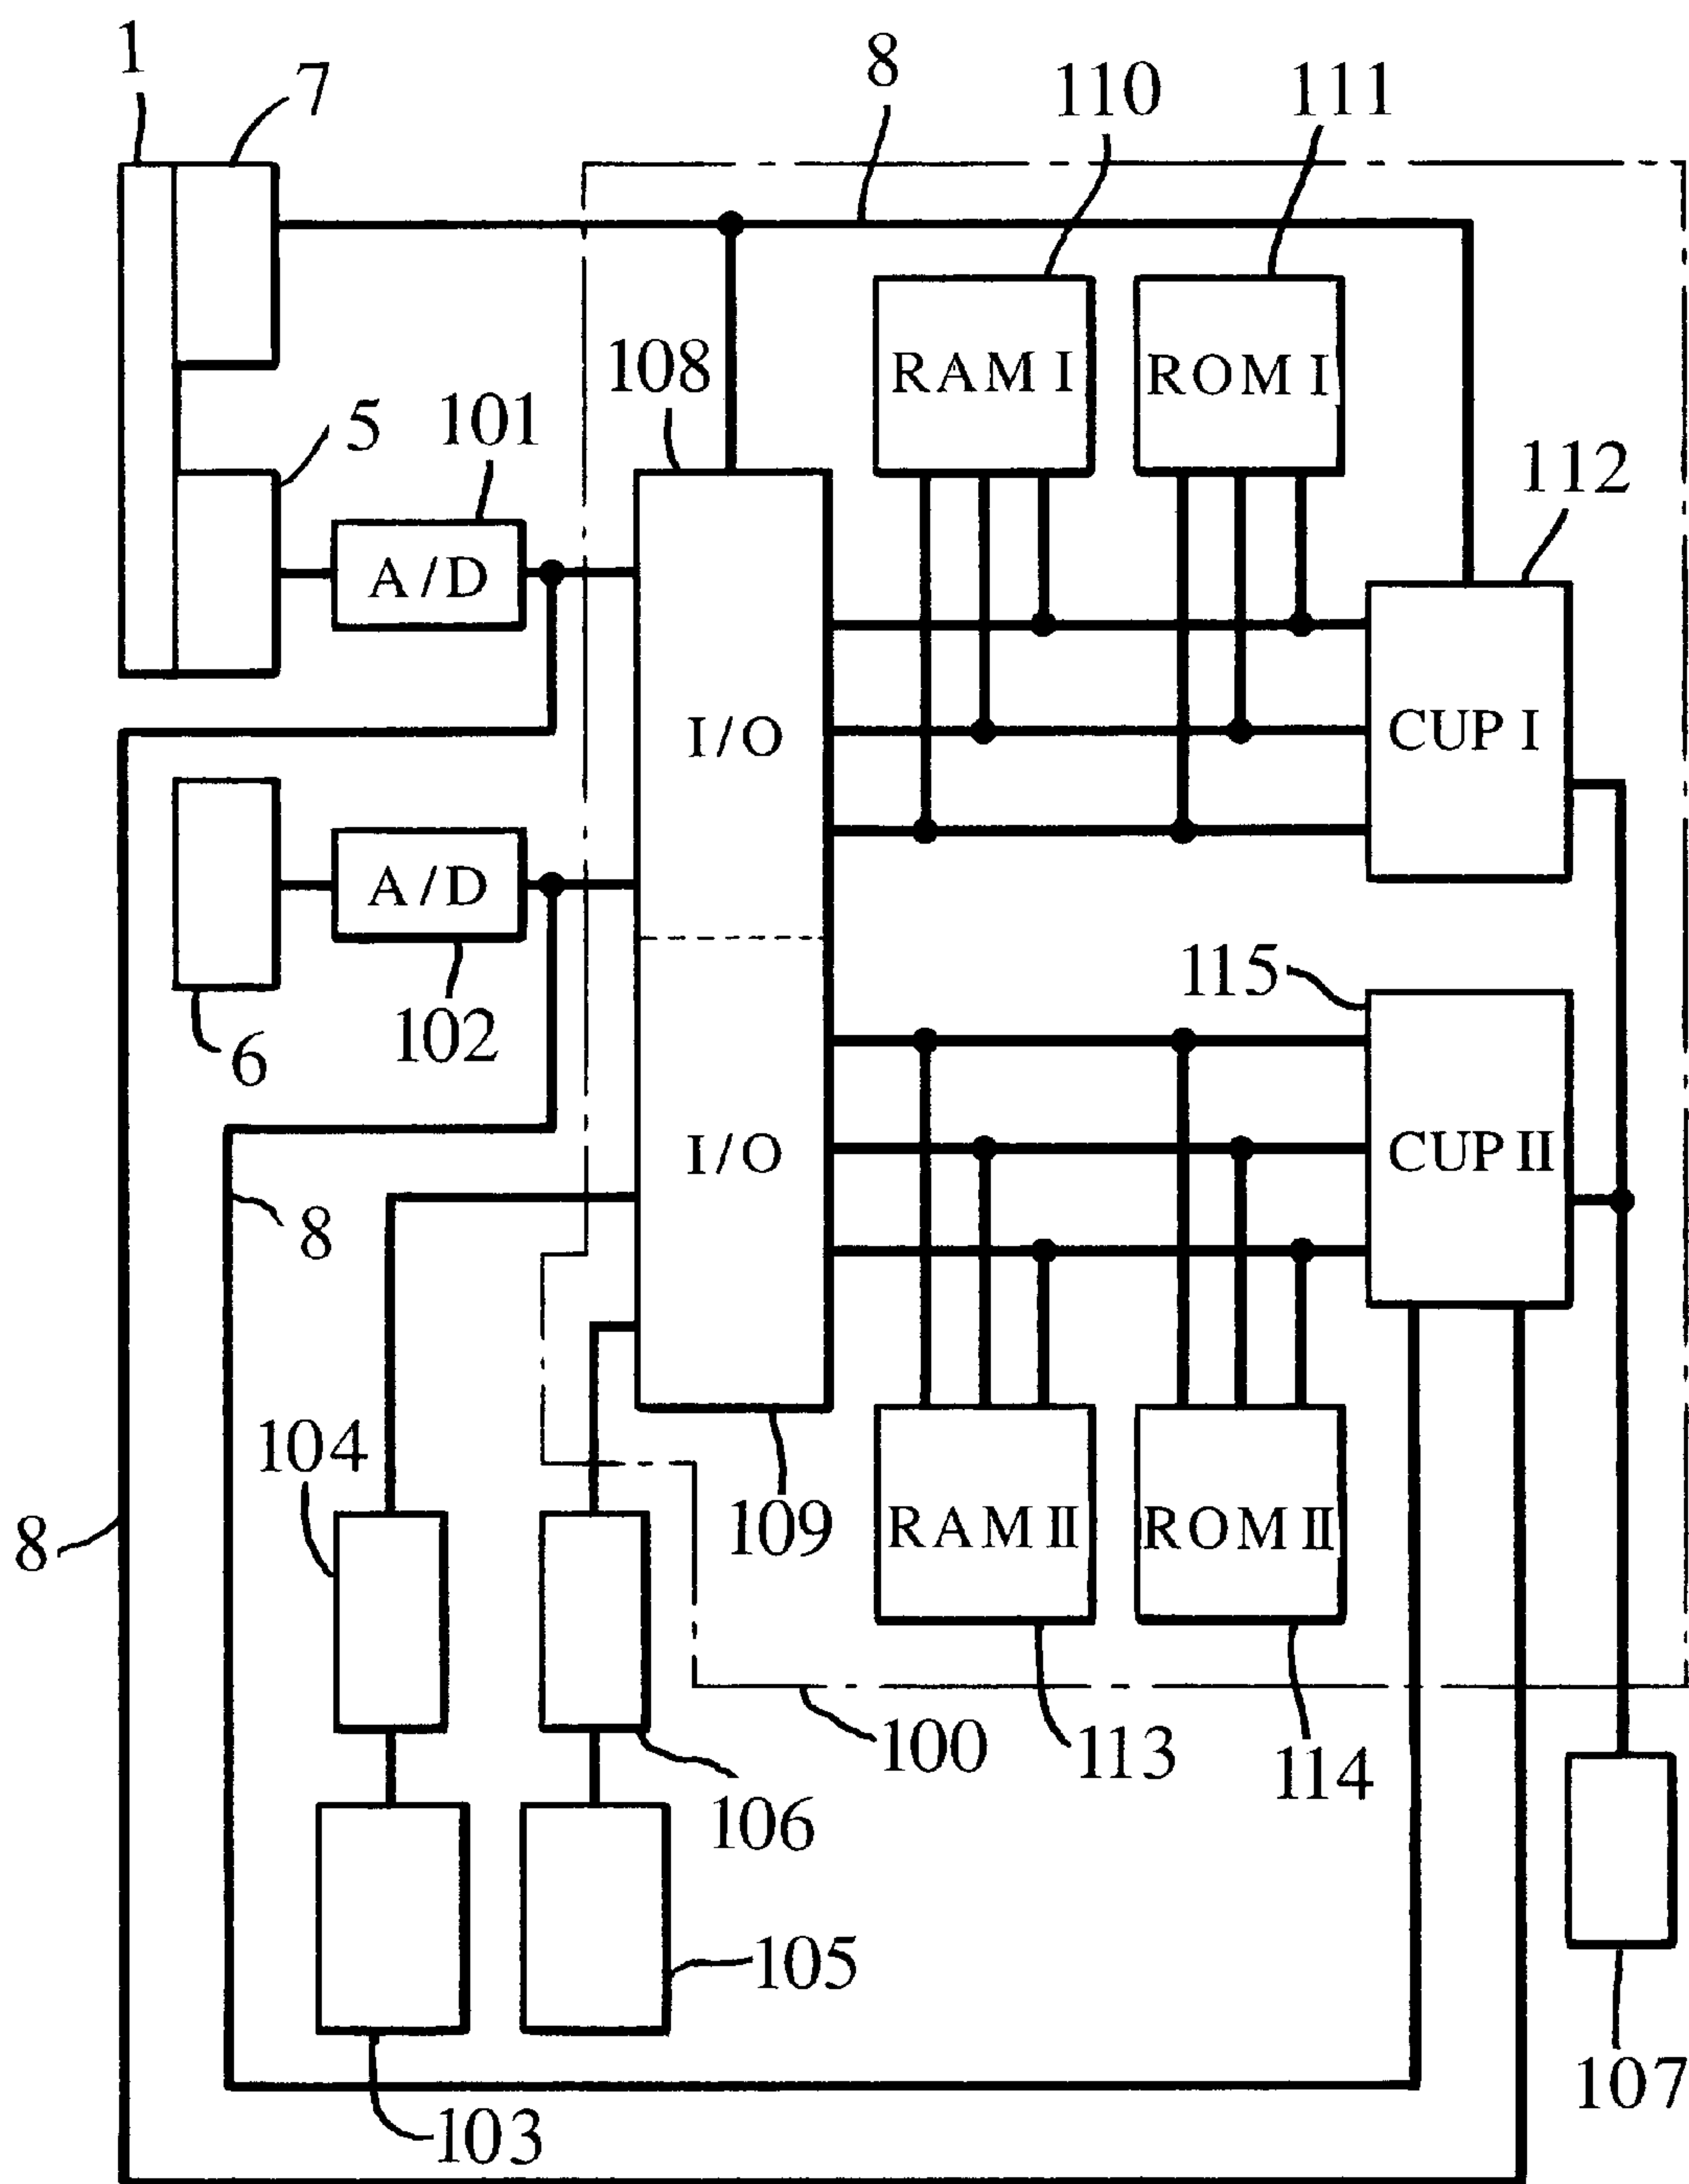 1
7
8
110
111
108
RAM I
ROM I
5
101
112
A/D
I/O
CUP I
A/D
115
6
102
I/O
CUP II
8
104
8
109
RAM II
ROM II
100
113
114
106
105
107
103